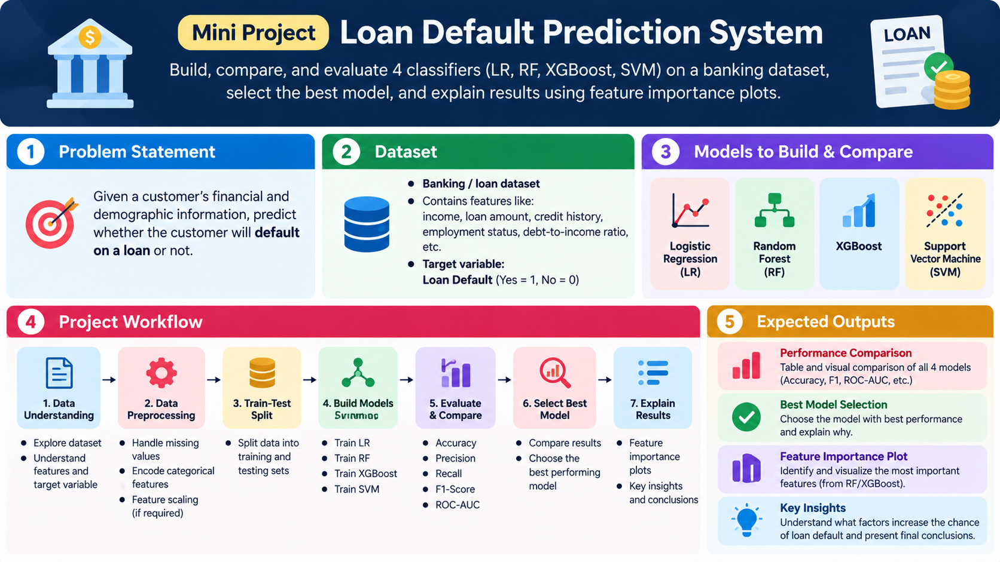 Mini Project
Loan Default Prediction System
Build, compare, and evaluate 4 classifiers (LR, RF, XGBoost, SVM) on a banking dataset,
select the best model, and explain results using feature importance plots.
$
LOAN
1 Problem Statement
Given a customer's financial and
demographic information, predict
whether the customer will default
on a loan or not.
2 Dataset
● Banking / loan dataset
● Contains features like:
income, loan amount, credit history,
employment status, debt-to-income ratio,
etc.
● Target variable:
Loan Default (Yes = 1, No = 0)
3 Models to Build & Compare
Logistic
Regression
(LR)
Random
Forest
(RF)
XGBoost
Support
Vector Machine
(SVM)
4 Project Workflow
1. Data
Understanding
● Explore dataset
● Understand
features and
target variable
2. Data
Preprocessing
● Handle missing
values
● Encode categorical
features
● Feature scaling
(if required)
3. Train-Test
Split
● Split data into
training and
testing sets
4. Build Models
● Train LR
● Train RF
● Train XGBoost
● Train SVM
5. Evaluate
& Compare
● Accuracy
● Precision
● Recall
● F1-Score
● ROC-AUC
6. Select Best
Model
● Compare results
● Choose the
best performing
model
7. Explain
Results
● Feature
importance
plots
● Key insights
and conclusions
5 Expected Outputs
Performance Comparison
Table and visual comparison of all 4 models
(Accuracy, F1, ROC-AUC, etc.)
Best Model Selection
Choose the model with best performance
and explain why.
Feature Importance Plot
Identify and visualize the most important
features (from RF/XGBoost).
Key Insights
Understand what factors increase the chance
of loan default and present final conclusions.